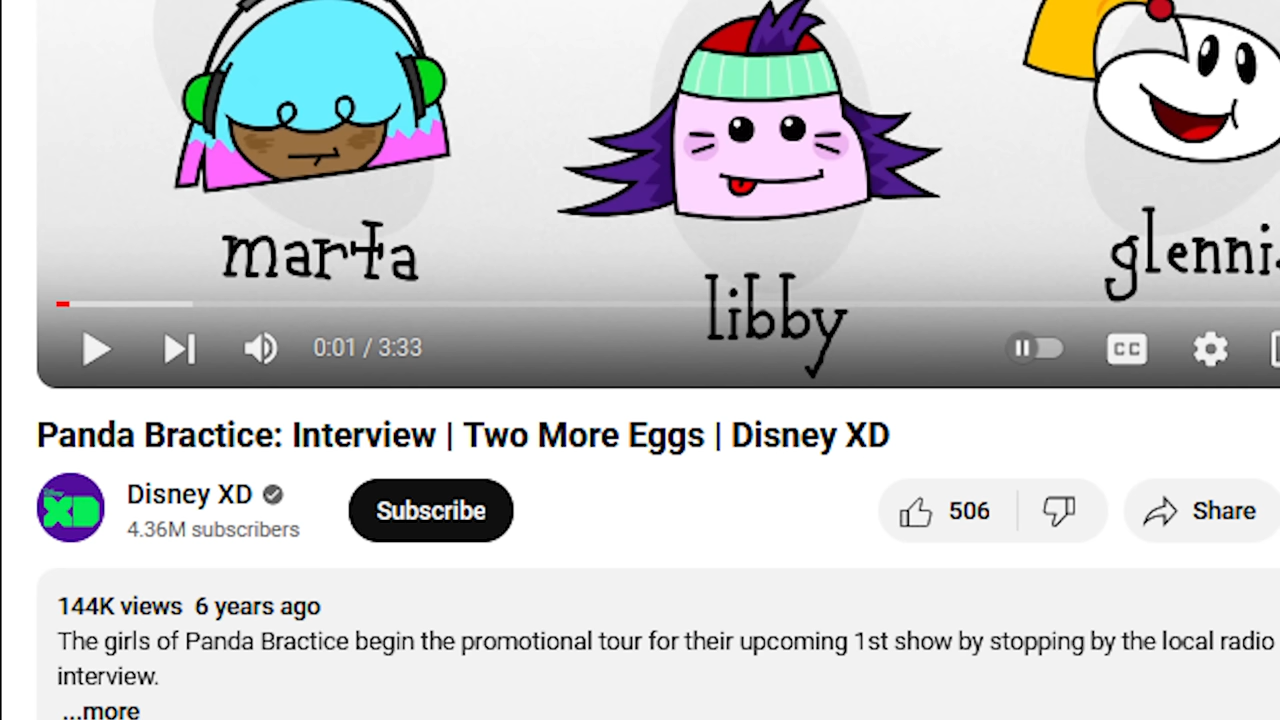 marta
libby
glenni
0:01 / 3:33
CC
Panda Bractice: Interview | Two More Eggs | Disney XD
Disney XD
Disney XD
4.36M subscribers
Subscribe
506
Share
144K views 6 years ago
The girls of Panda Bractice begin the promotional tour for their upcoming 1st show by stopping by the local radio
interview.
...more